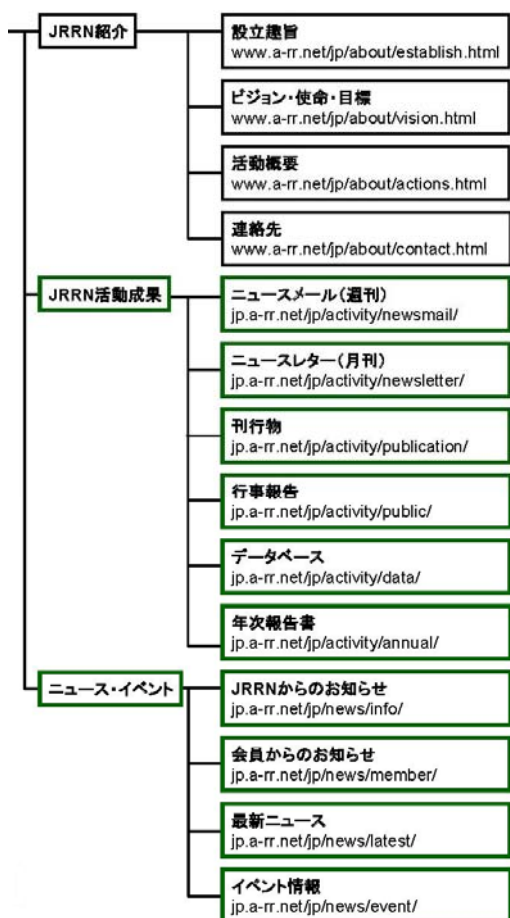 JRRN紹介
設立趣旨
www.a-rr.net/jp/about/establish.html
ビジョン・使命・目標
www.a-rr.net/jp/about/vision.html
活動概要
www.a-rr.net/jp/about/actions.html
連絡先
www.a-rr.net/jp/about/contact.html
JRRN活動成果
ニュースメール(週刊)
jp.a-rr.net/jp/activity/newsmail/
ニュースレター(月刊)
jp.a-rr.net/jp/activity/newsletter/
刊行物
jp.a-rr.net/jp/activity/publication/
行事報告
jp.a-rr.net/jp/activity/public/
データベース
jp.a-rr.net/jp/activity/data/
年次報告書
jp.a-rr.net/jp/activity/annual/
ニュース・イベント
JRRNからのお知らせ
jp.a-rr.net/jp/news/info/
会員からのお知らせ
jp.a-rr.net/jp/news/member/
最新ニュース
jp.a-rr.net/jp/news/latest/
イベント情報
jp.a-rr.net/jp/news/event/